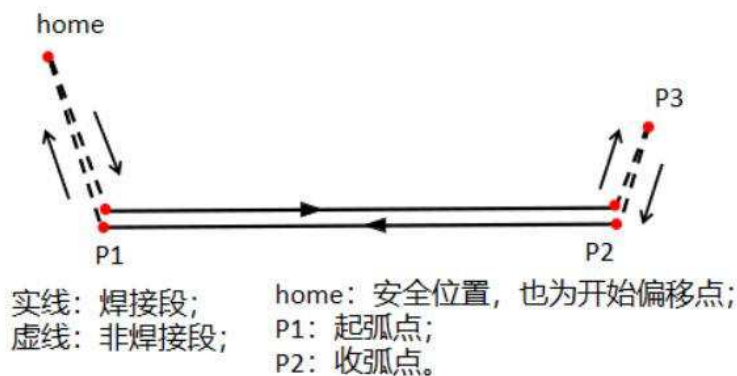 home
P3
P1
P2
实线：焊接段；
虚线：非焊接段；
home：安全位置，也为开始偏移点；
P1：起弧点；
P2：收弧点。